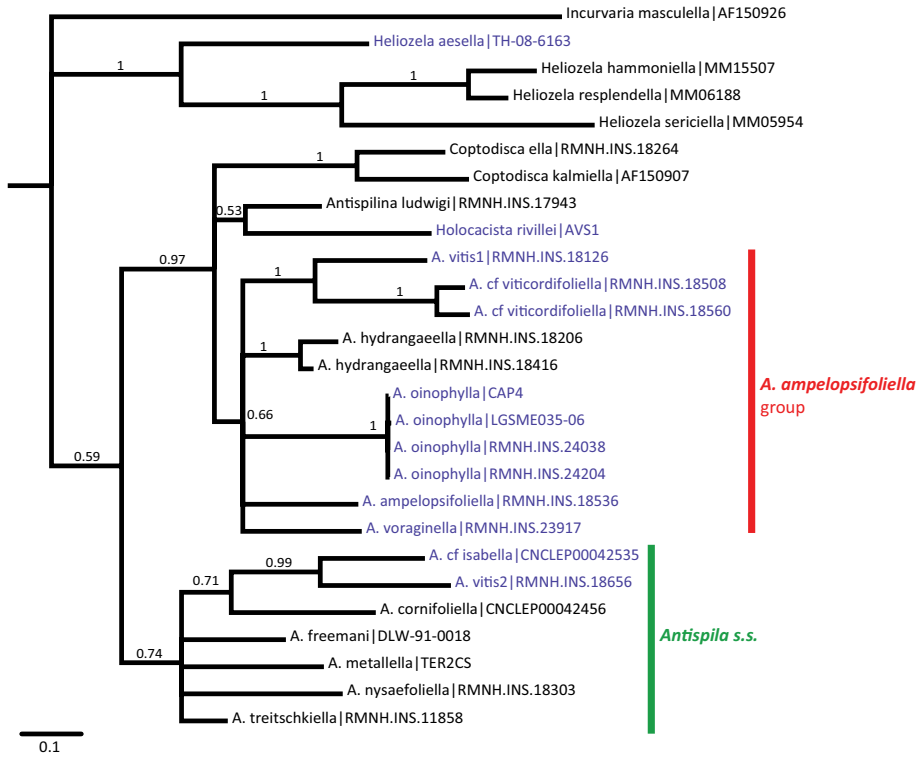 Incurvaria masculella|AF150926
Heliozela aesella|TH-08-6163
1
Heliozela hammoniella|MM15507
1
1
Heliozela resplendella|MM06188
Heliozela sericiella|MM05954
Coptodisca ella|RMNH.INS.18264
1
Coptodisca kalmiella|AF150907
Antispilina ludwigi|RMNH.INS.17943
0.53
Holocacista rivillei|AVS1
0.97
A. vitis1|RMNH.INS.18126
1
A. cf viticordifoliella|RMNH.INS.18508
1
A. cf viticordifoliella|RMNH.INS.18560
A. hydrangaeella|RMNH.INS.18206
1
A. hydrangaeella|RMNH.INS.18416
A. ampelopsifoliella
group
A. oinophylla|CAP4
0.66
A. oinophylla|LGSME035-06
1
A. oinophylla|RMNH.INS.24038
0.59
A. oinophylla|RMNH.INS.24204
A. ampelopsifoliella|RMNH.INS.18536
A. voraginella|RMNH.INS.23917
A. cf isabella|CNCLEP00042535
0.99
0.71
A. vitis2|RMNH.INS.18656
A. cornifoliella|CNCLEP00042456
A. freemani|DLW-91-0018
Antispila s.s.
0.74
A. metallella|TER2CS
A. nysaefoliella|RMNH.INS.18303
A. treitschkiella|RMNH.INS.11858
0.1